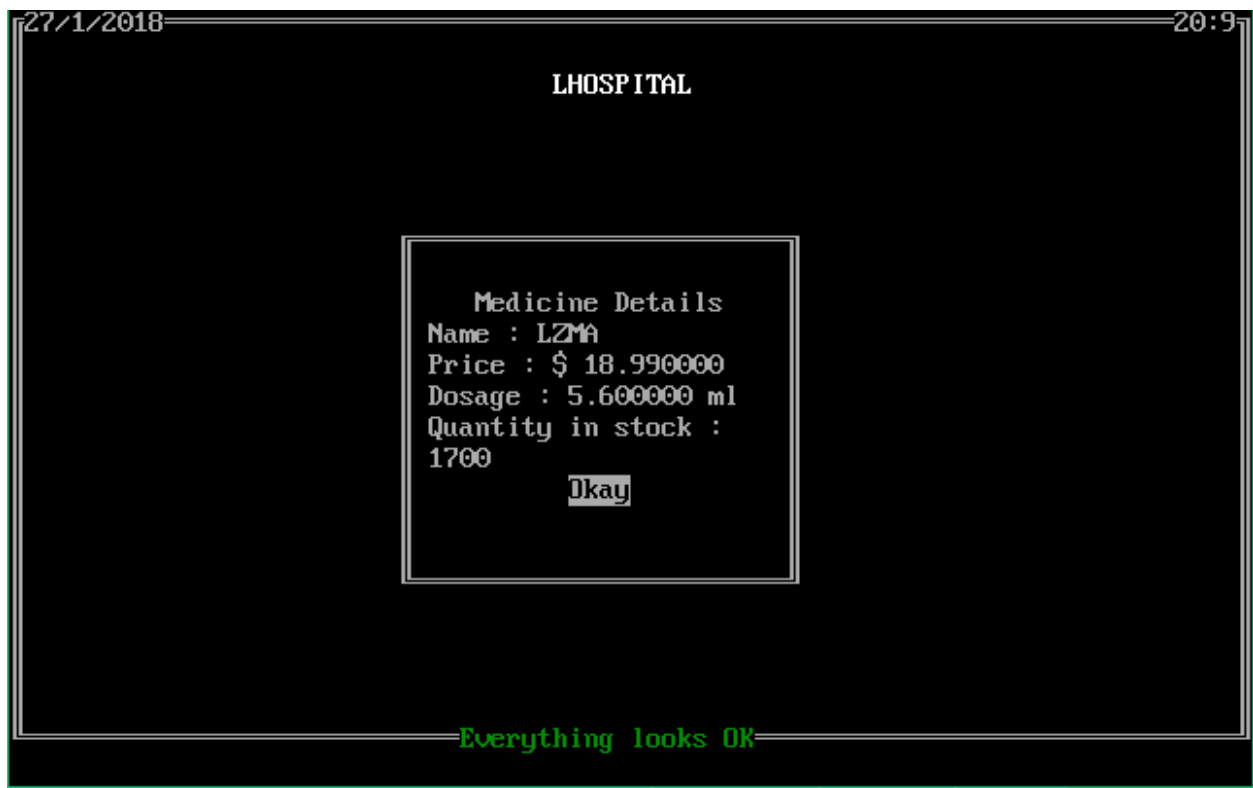 27/1/2018 20:9
LHOSPITAL
Medicine Details
Name : LZMA
Price : $ 18.990000
Dosage : 5.600000 ml
Quantity in stock :
1700
Okay
Everything looks OK